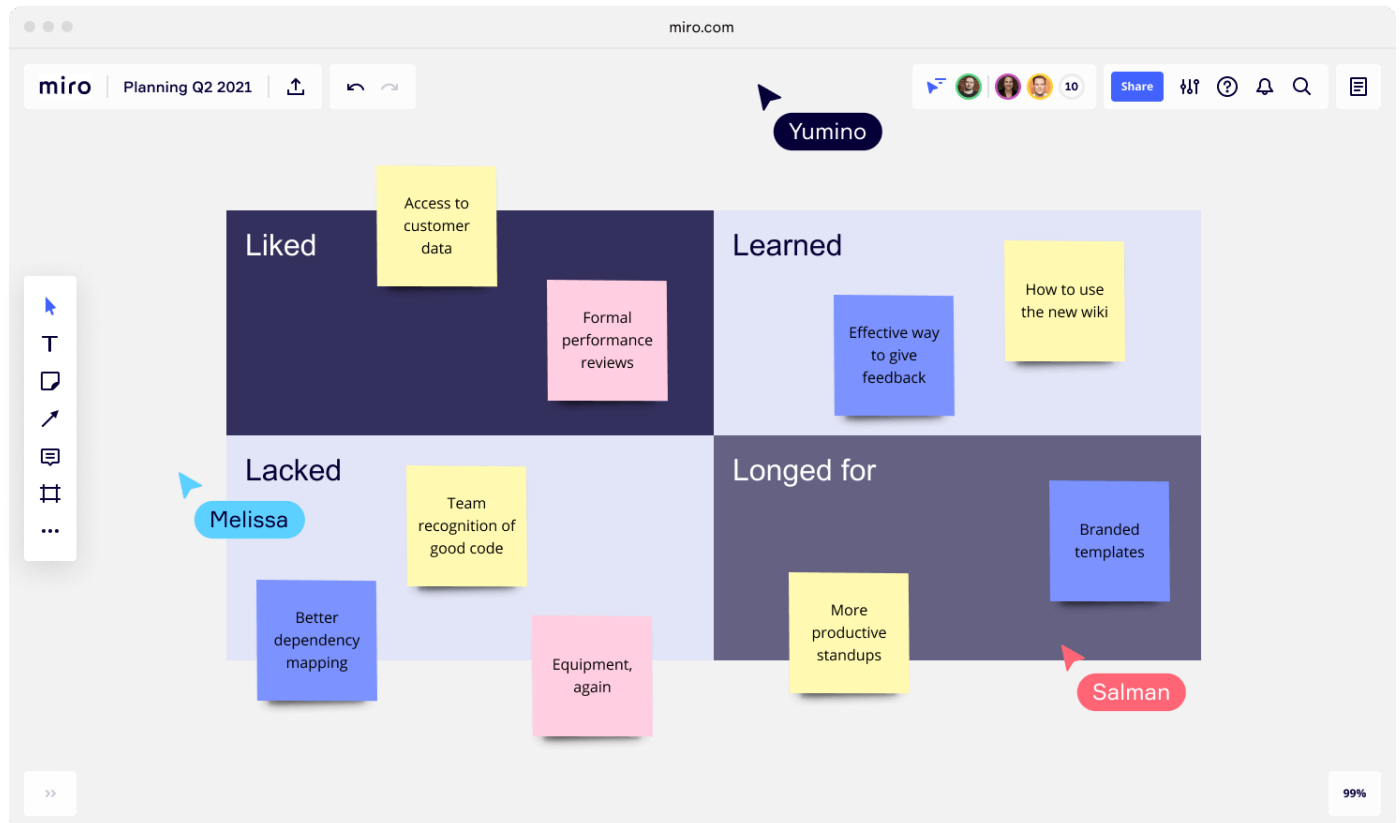 miro.com
miro
Planning Q2 2021
10
Share
Yumino
Liked
Access to
customer
data
Formal
performance
reviews
Learned
Effective way
to give
feedback
How to use
the new wiki
Lacked
Melissa
Team
recognition of
good code
Better
dependency
mapping
Equipment,
again
Longed for
Branded
templates
More
productive
standups
Salman
99%